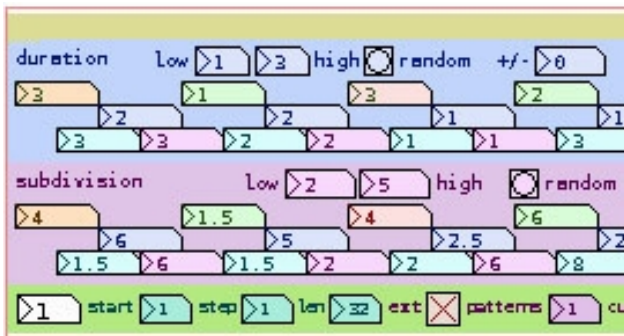 duration low >1 >3 high random +/- >0
>3 >1 >3 >2
>2 >2 >1 >1
>3 >3 >2 >2 >1 >1 >3
subdivision low >2 >5 high random
>4 >1.5 >4 >6
>6 >5 >2.5 >2
>1.5 >6 >1.5 >2 >2 >6 >8
>1 start >1 step >1 len >32 ext patterns >1